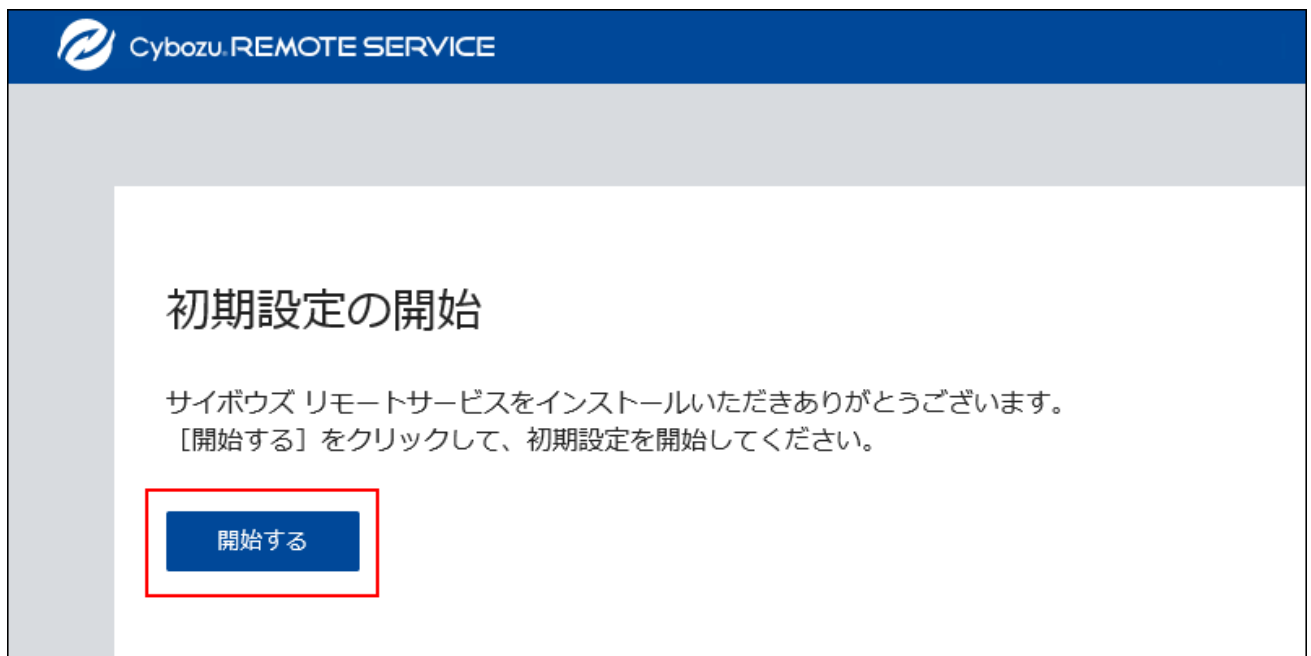 Cybozu. REMOTE SERVICE
初期設定の開始
サイボウズ リモートサービスをインストールいただきありがとうございます。
［開始する］をクリックして、初期設定を開始してください。
開始する